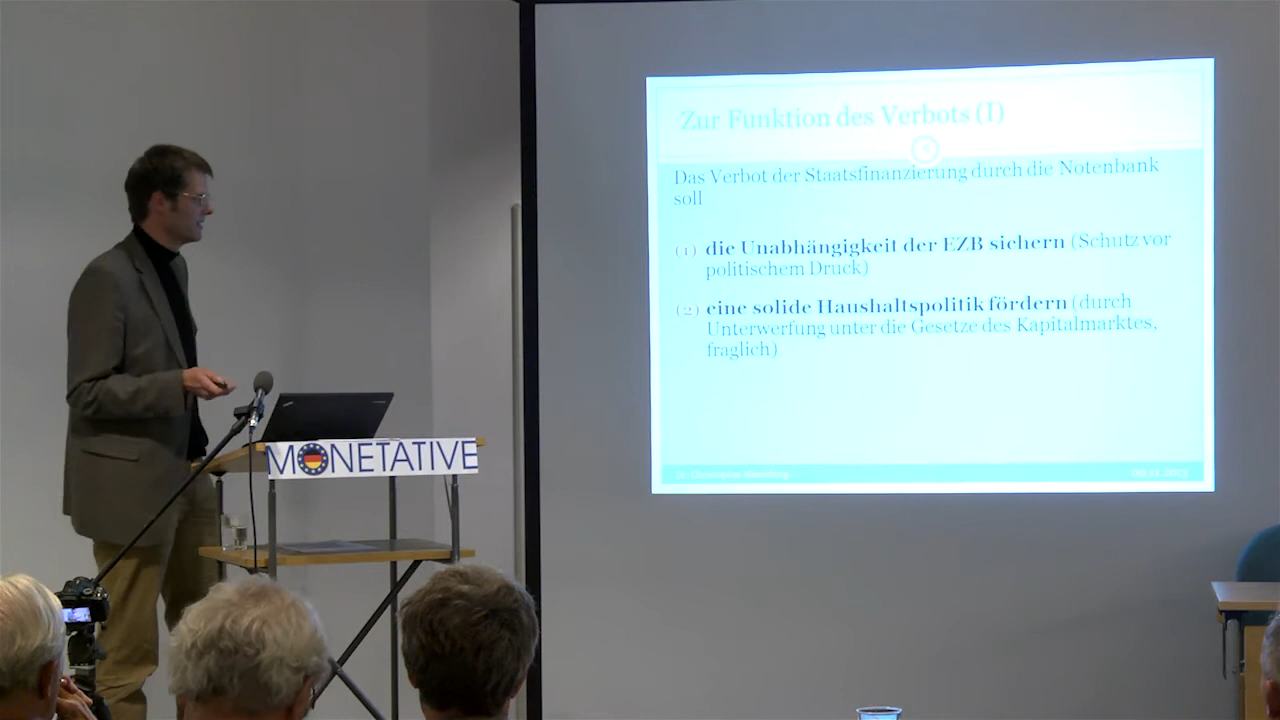 Zur Funktion des Verbots (I)
Das Verbot der Staatsfinanzierung durch die Notenbank
soll
(1) die Unabhängigkeit der EZB sichern (Schutz vor
politischem Druck)
(2) eine solide Haushaltspolitik fördern (durch
Unterwerfung unter die Gesetze des Kapitalmarktes,
fraglich)
MONETATIVE